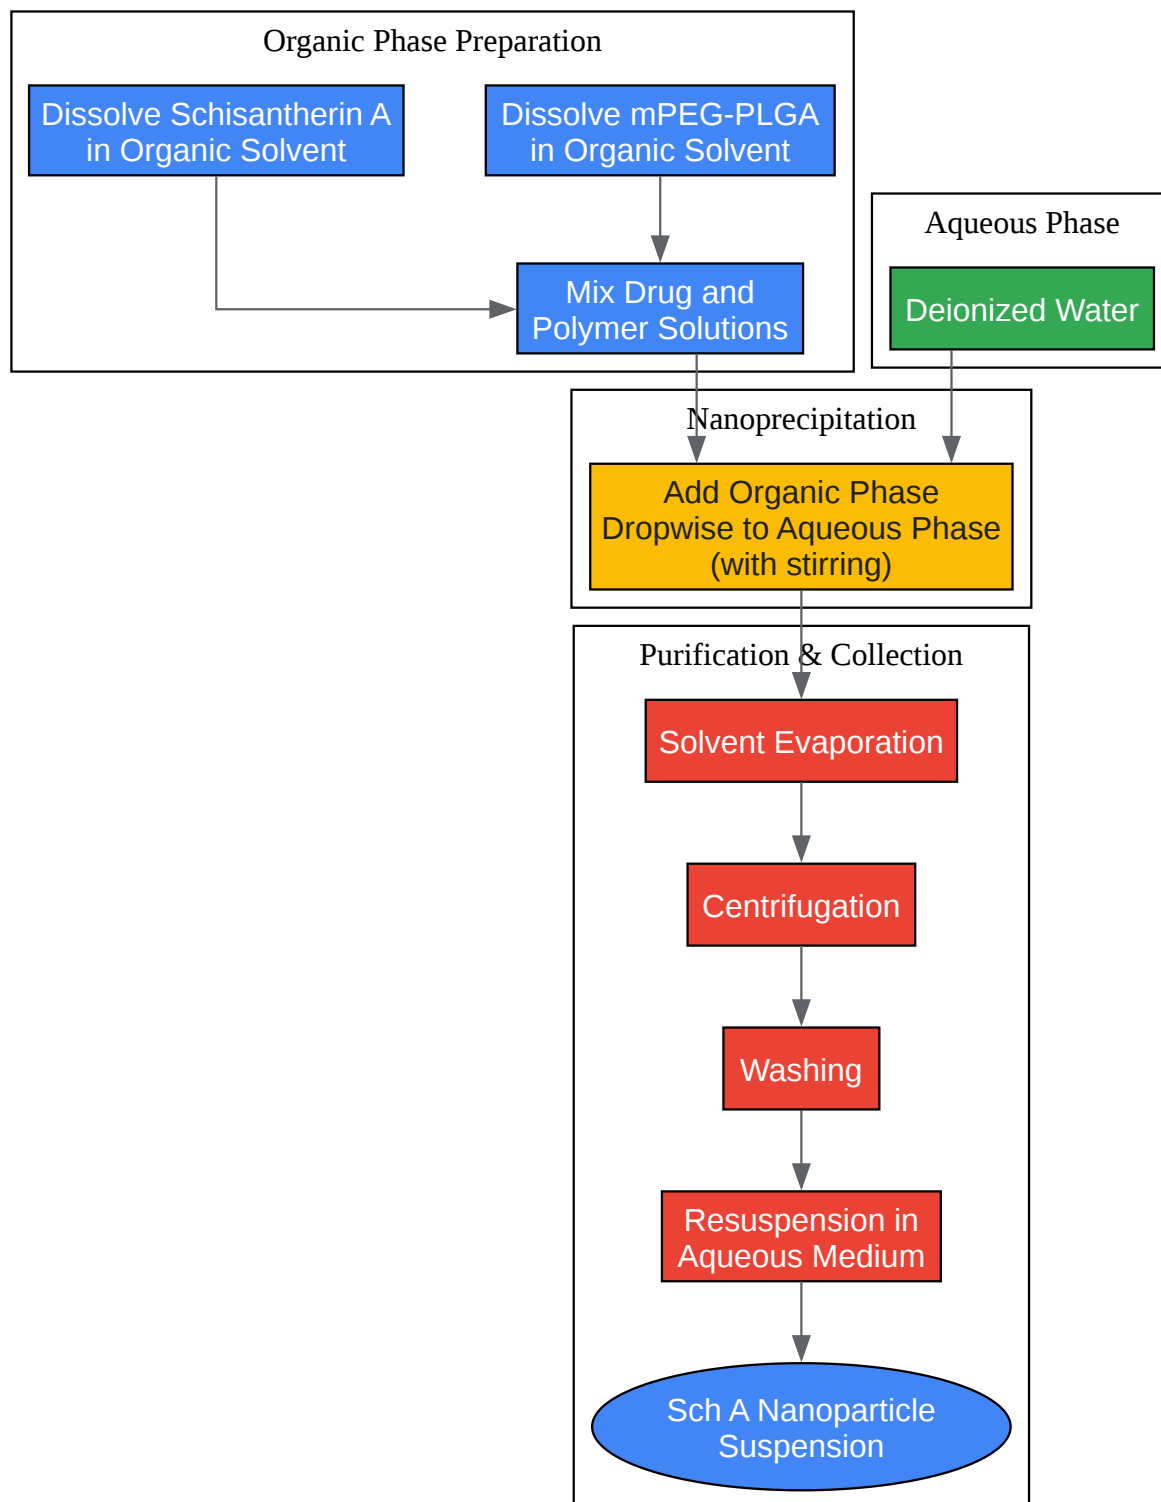 Organic Phase Preparation
Dissolve Schisantherin A
in Organic Solvent
Dissolve mPEG-PLGA
in Organic Solvent
Mix Drug and
Polymer Solutions
Aqueous Phase
Deionized Water
Nanoprecipitation
Add Organic Phase
Dropwise to Aqueous Phase
(with stirring)
Purification & Collection
Solvent Evaporation
Centrifugation
Washing
Resuspension in
Aqueous Medium
Sch A Nanoparticle
Suspension